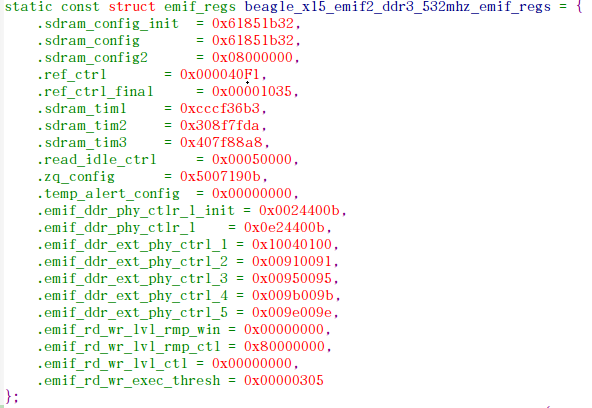 static const struct emif_regs beagle_x15_emif2_ddr3_532mhz_emif_regs = {
.sdram_config_init = 0x61851b32,
.sdram_config = 0x61851b32,
.sdram_config2 = 0x08000000,
.ref_ctrl = 0x000040F1,
.ref_ctrl_final = 0x00001035,
.sdram_tim1 = 0xcccf36b3,
.sdram_tim2 = 0x308f7fda,
.sdram_tim3 = 0x407f88a8,
.read_idle_ctrl = 0x00050000,
.zq_config = 0x5007190b,
.temp_alert_config = 0x00000000,
.emif_ddr_phy_ctlr_1_init = 0x0024400b,
.emif_ddr_phy_ctlr_1 = 0x0e24400b,
.emif_ddr_ext_phy_ctrl_1 = 0x10040100,
.emif_ddr_ext_phy_ctrl_2 = 0x00910091,
.emif_ddr_ext_phy_ctrl_3 = 0x00950095,
.emif_ddr_ext_phy_ctrl_4 = 0x009b009b,
.emif_ddr_ext_phy_ctrl_5 = 0x009e009e,
.emif_rd_wr_lvl_rmp_win = 0x00000000,
.emif_rd_wr_lvl_rmp_ctl = 0x80000000,
.emif_rd_wr_lvl_ctl = 0x00000000,
.emif_rd_wr_exec_thresh = 0x00000305
};